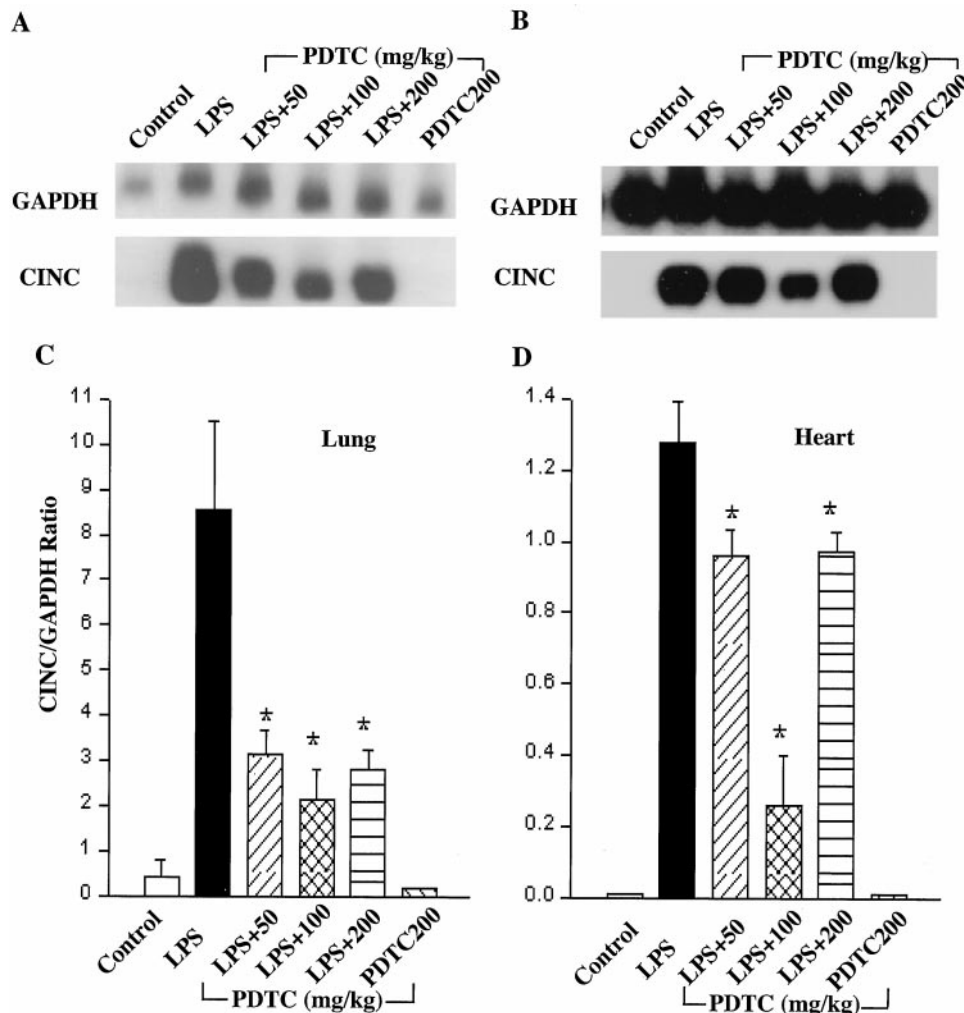 A
PDTC (mg/kg)
Control
LPS
LPS+50
LPS+100
LPS+200
PDTC200
GAPDH
CINC
B
PDTC (mg/kg)
Control
LPS
LPS+50
LPS+100
LPS+200
PDTC200
GAPDH
CINC
C
CINC/GAPDH Ratio
11
10
9
8
7
6
5
4
3
2
1
0
Lung
*
*
*
Control
LPS
LPS+50
LPS+100
LPS+200
PDTC200
PDTC (mg/kg)
D
1.4
1.2
1.0
0.8
0.6
0.4
0.2
0.0
Heart
*
*
*
Control
LPS
LPS+50
LPS+100
LPS+200
PDTC200
PDTC (mg/kg)